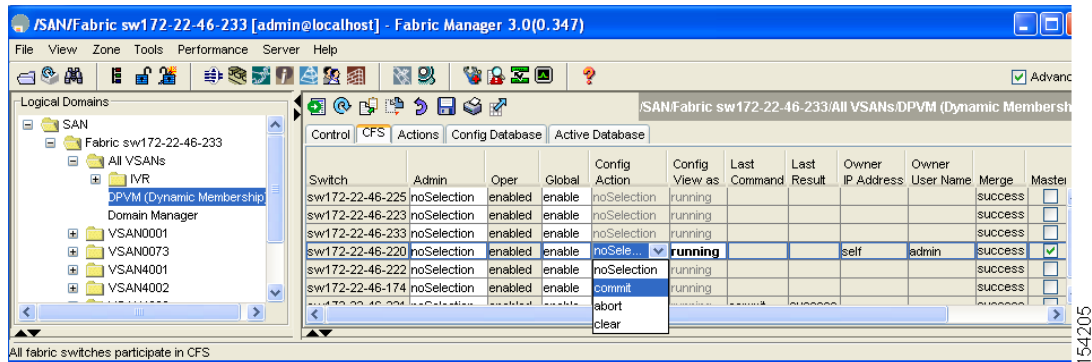 /SAN/Fabric sw172-22-46-233 [admin@localhost] - Fabric Manager 3.0(0.347)
File View Zone Tools Performance Server Help
Advanc
Logical Domains
SAN
Fabric sw172-22-46-233
All VSANs
IVR
DPVM (Dynamic Membership)
Domain Manager
VSAN0001
VSAN0073
VSAN4001
VSAN4002
/SAN/Fabric sw172-22-46-233/All VSANs/DPVM (Dynamic Membersh
Control CFS Actions Config Database Active Database
Switch Admin Oper Global Config Action Config View as Last Command Last Result Owner IP Address Owner User Name Merge Master
sw172-22-46-225 noSelection enabled enable noSelection running success
sw172-22-46-223 noSelection enabled enable noSelection running success
sw172-22-46-233 noSelection enabled enable noSelection running success
sw172-22-46-220 noSelection enabled enable noSele... running self admin success
sw172-22-46-222 noSelection enabled enable running success
sw172-22-46-174 noSelection enabled enable running success
noSelection
commit
abort
clear
All fabric switches participate in CFS
154205